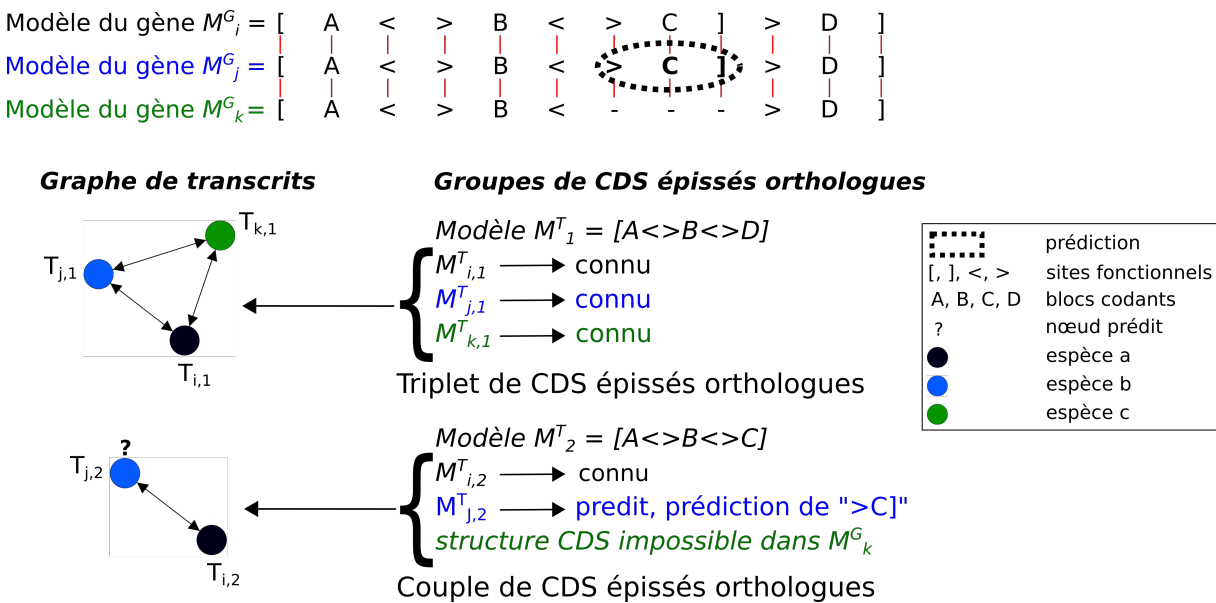 Modèle du gène M^G_i = [ A < > B < > C ] > D ]
Modèle du gène M^G_j = [ A < > B < > C ] > D ]
Modèle du gène M^G_k = [ A < > B < - - - > D ]
Graphe de transcrits
Groupes de CDS épissés orthologues
T_k,1
T_j,1
T_i,1
Modèle M^T_1 = [A<>B<>D]
M^T_i,1 connu
M^T_j,1 connu
M^T_k,1 connu
{
Triplet de CDS épissés orthologues
?
T_j,2
T_i,2
Modèle M^T_2 = [A<>B<>C]
M^T_i,2 connu
M^T_J,2 predit, prédiction de ">C]"
structure CDS impossible dans M^G_k
{
Couple de CDS épissés orthologues
prédiction
[, ], <, > sites fonctionnels
A, B, C, D blocs codants
? nœud prédit
espèce a
espèce b
espèce c